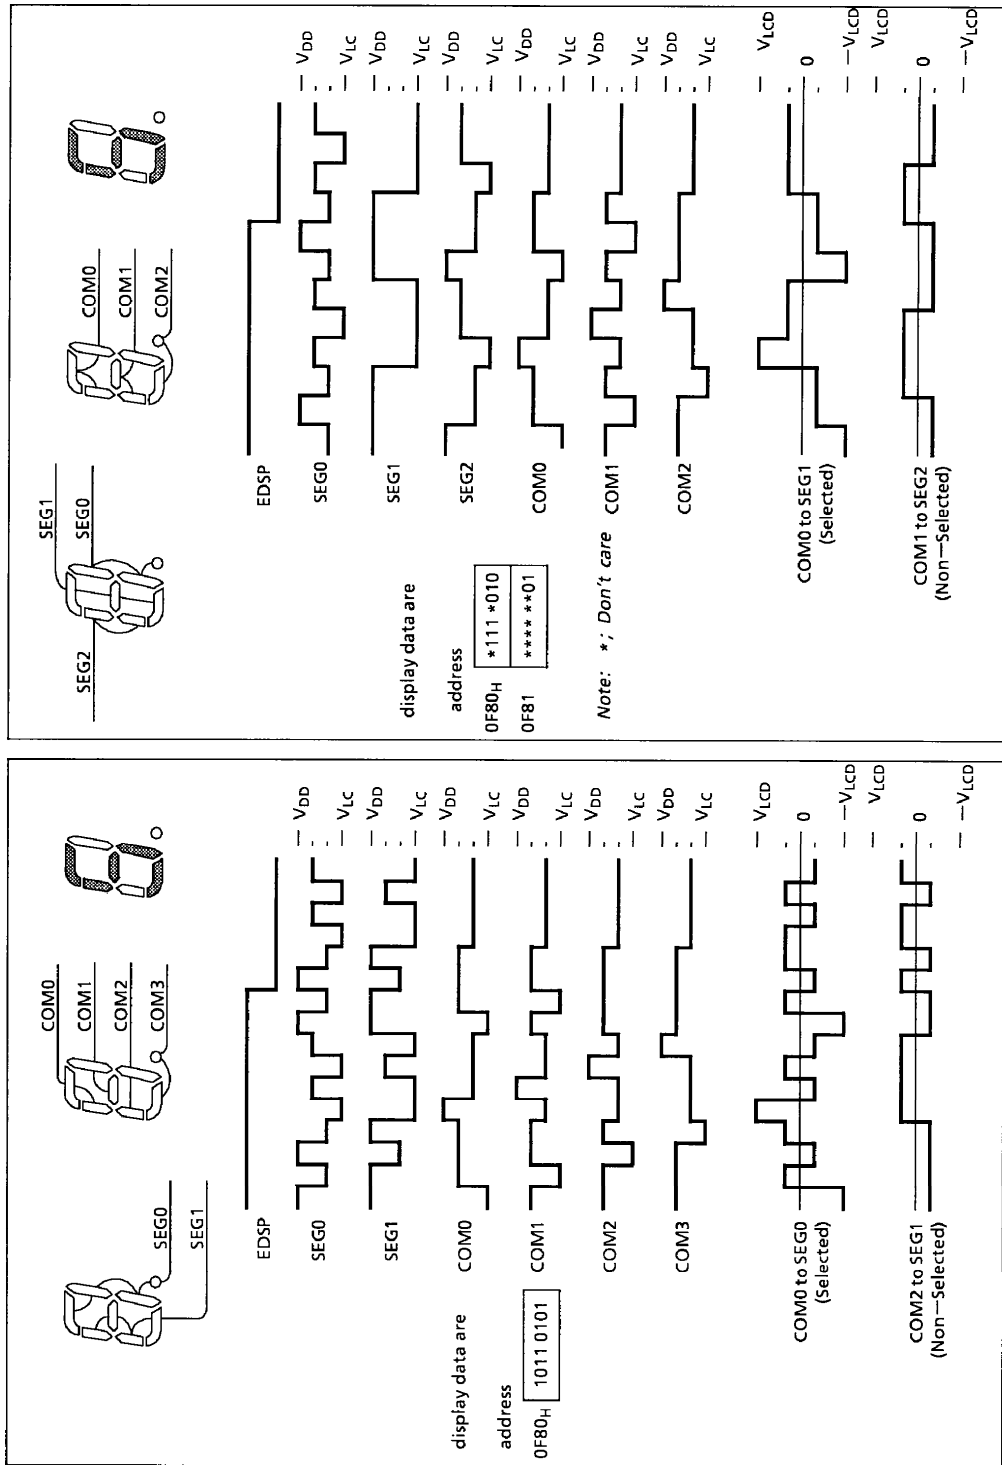 SEG0
SEG1
COM0
COM1
COM2
COM3
EDSP
SEG0
VDD
VLC
SEG1
VDD
VLC
COM0
VDD
VLC
COM1
VDD
VLC
COM2
VDD
VLC
COM3
VDD
VLC
display data are
address
0F80H 1011 0101
COM0 to SEG0
(Selected)
VLCD
0
—VLCD
COM2 to SEG1
(Non—Selected)
VLCD
0
—VLCD
SEG2
SEG1
SEG0
COM0
COM1
COM2
EDSP
SEG0
VDD
VLC
SEG1
VDD
VLC
SEG2
VDD
VLC
COM0
VDD
VLC
COM1
VDD
VLC
COM2
VDD
VLC
display data are
address
0F80H *111 *010
0F81 **** **01
Note: *; Don't care
COM0 to SEG1
(Selected)
VLCD
0
—VLCD
COM1 to SEG2
(Non—Selected)
VLCD
0
—VLCD